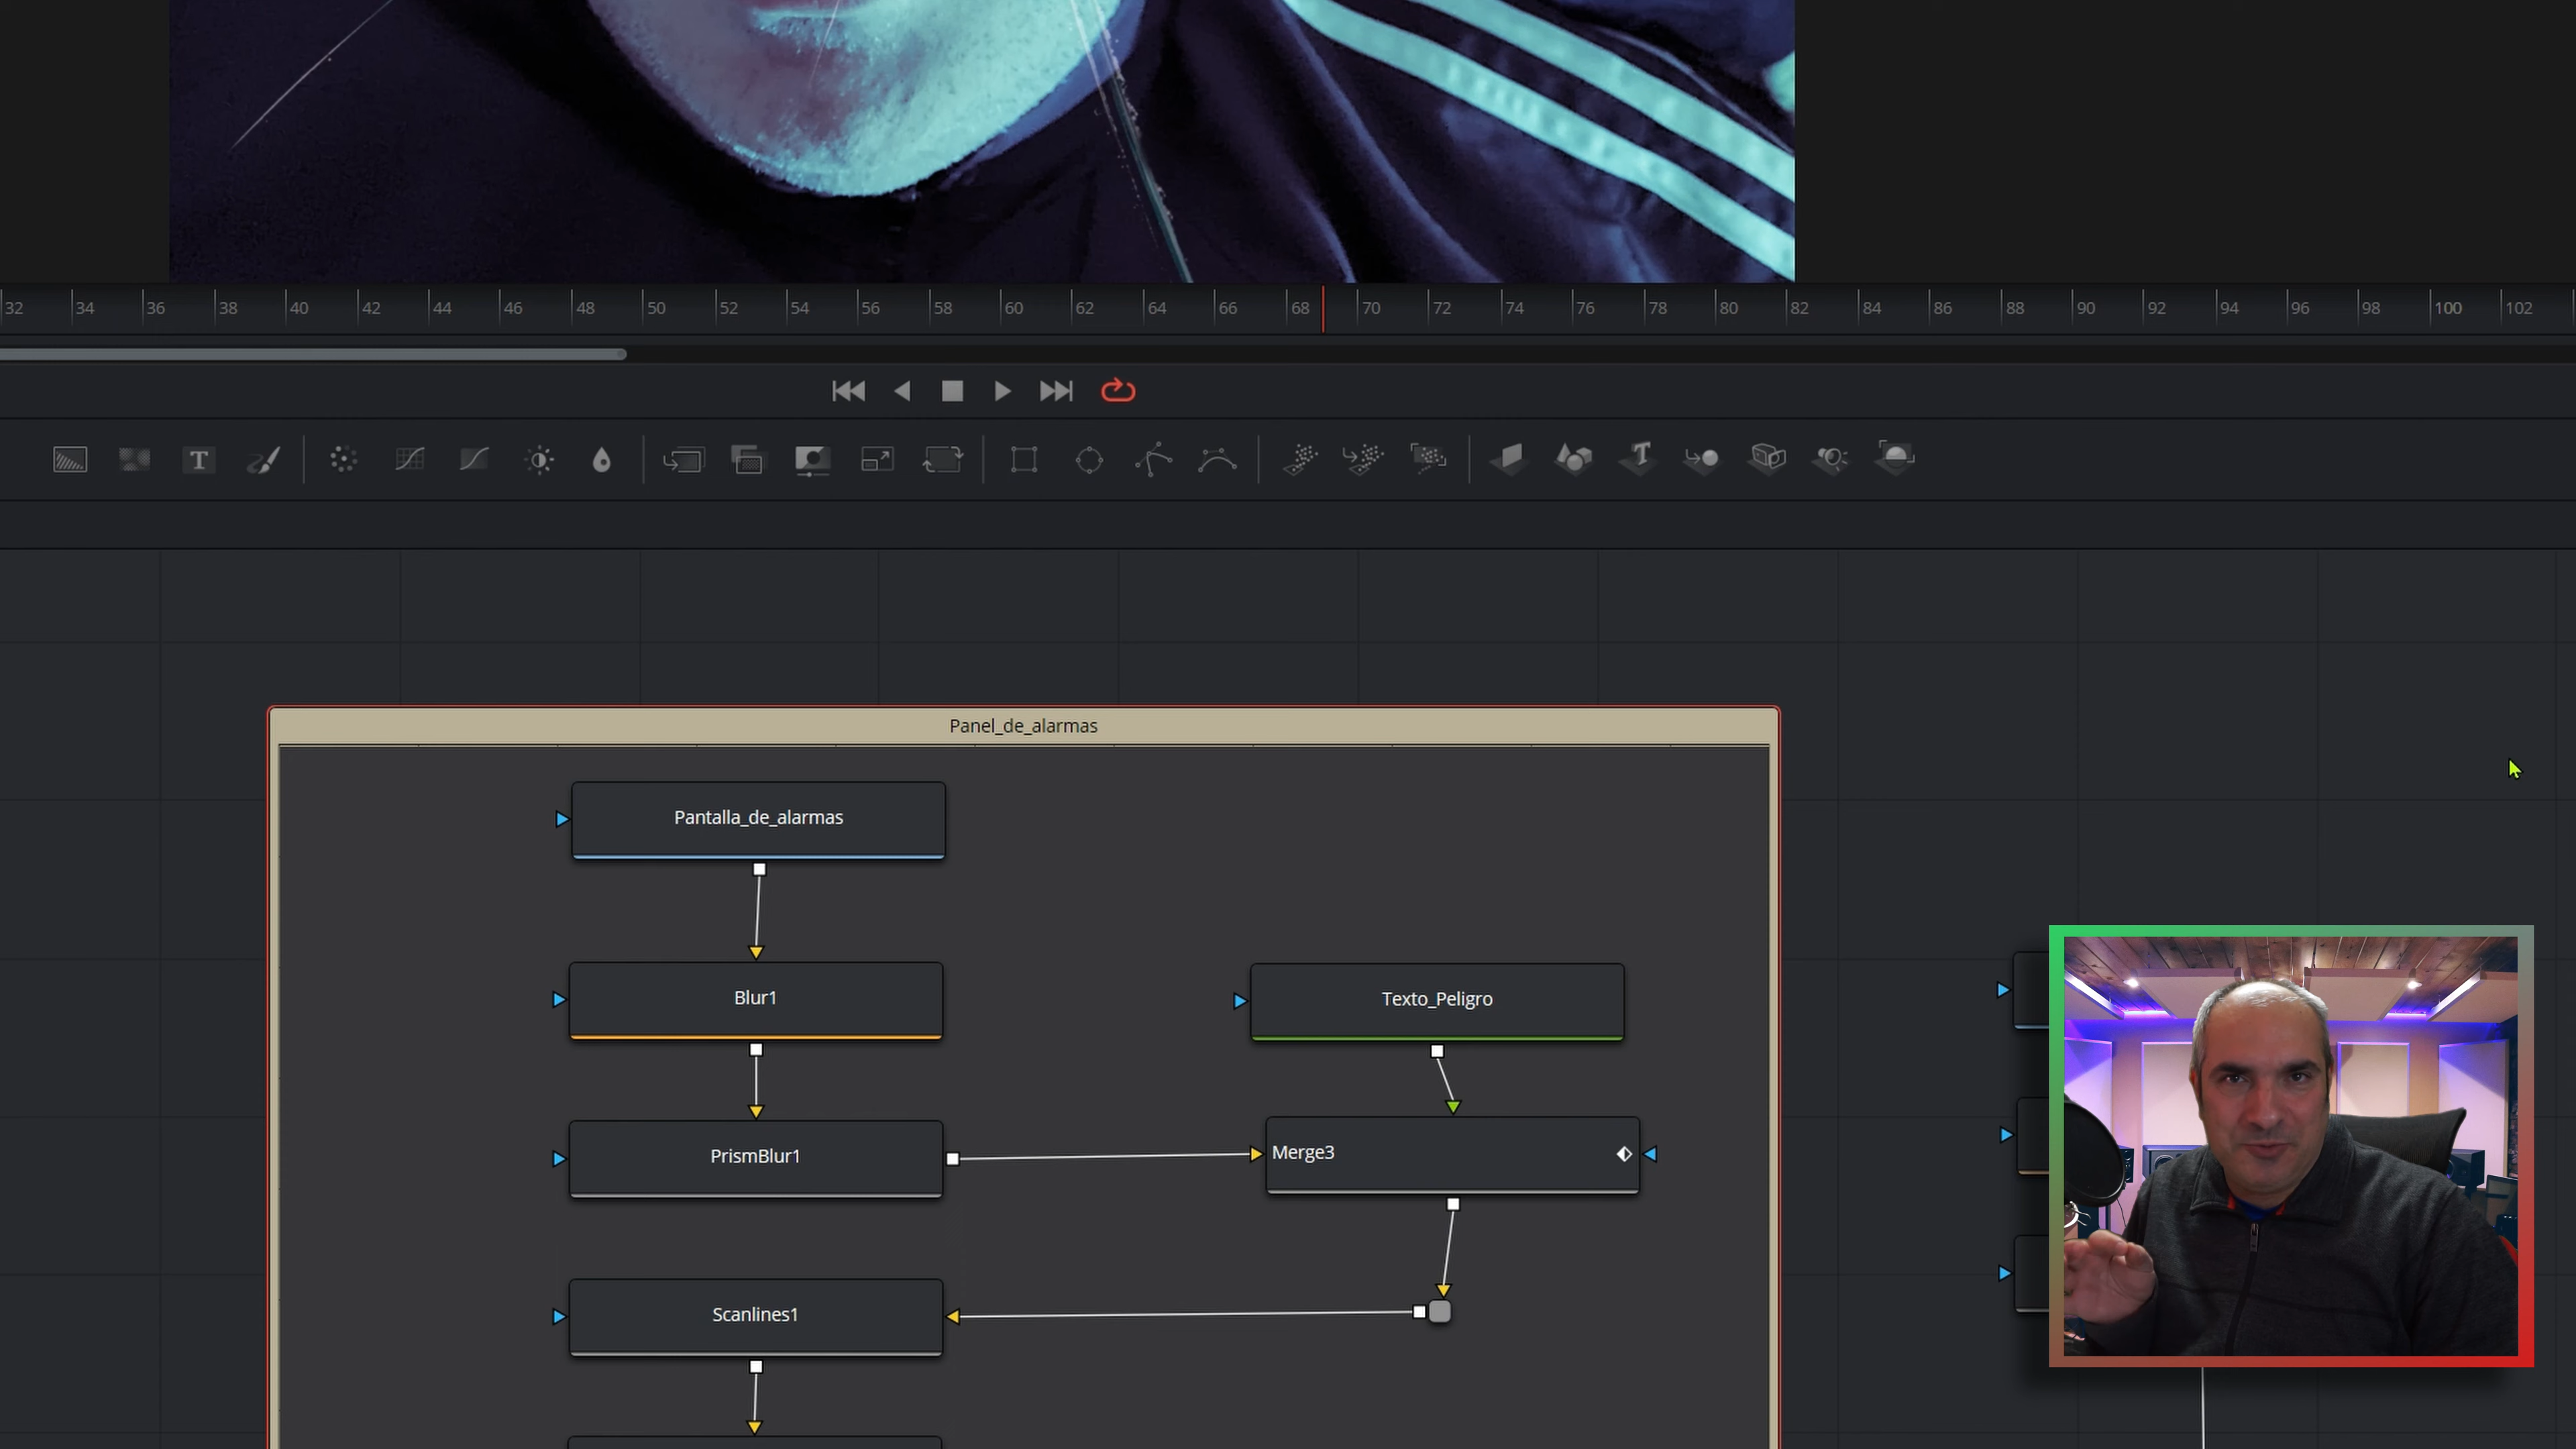 32 34 36 38 40 42 44 46 48 50 52 54 56 58 60 62 64 66 68 70 72 74 76 78 80 82 84 86 88 90 92 94 96 98 100 102
T
T
Panel_de_alarmas
Pantalla_de_alarmas
Blur1
Texto_Peligro
PrismBlur1
Merge3
Scanlines1